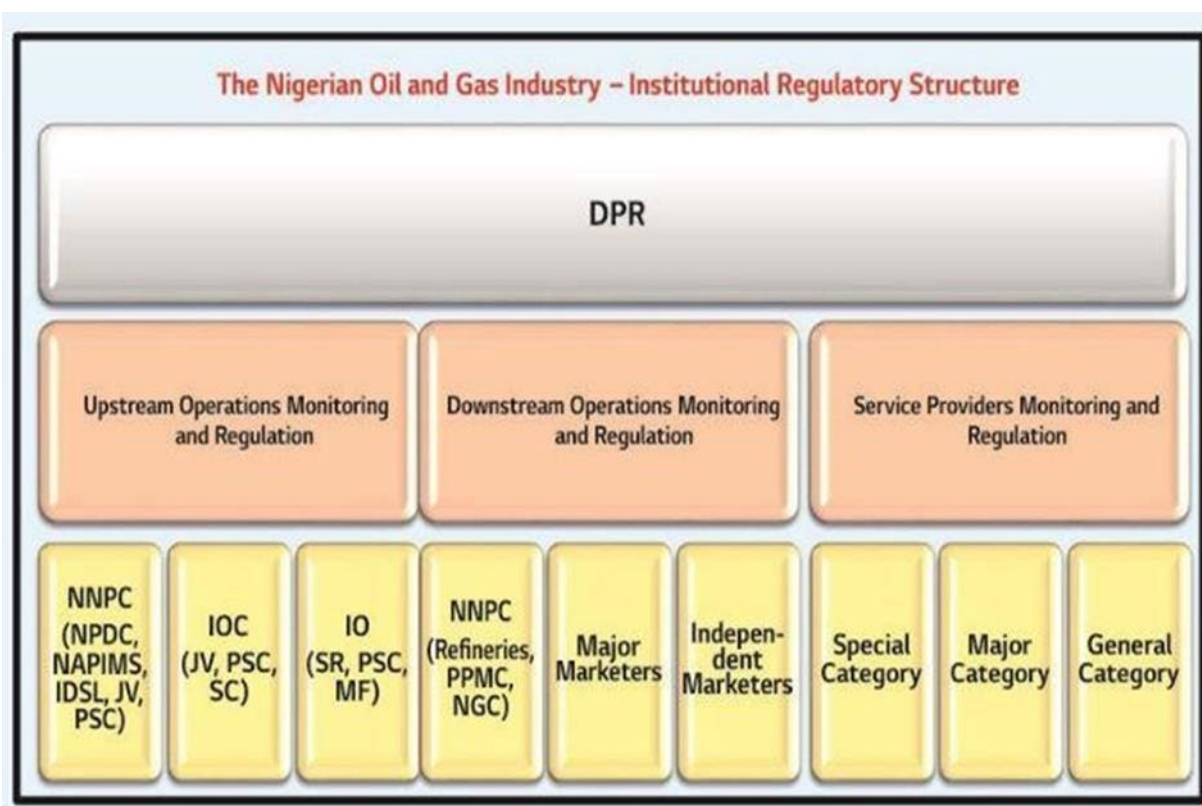 The Nigerian Oil and Gas Industry – Institutional Regulatory Structure
DPR
Upstream Operations Monitoring
and Regulation
Downstream Operations Monitoring
and Regulation
Service Providers Monitoring and
Regulation
NNPC
(NPDC,
NAPIMS,
IDSL, JV,
PSC)
IOC
(JV, PSC,
SC)
IO
(SR, PSC,
MF)
NNPC
(Refineries,
PPMC,
NGC)
Major
Marketers
Indepen-
dent
Marketers
Special
Category
Major
Category
General
Category